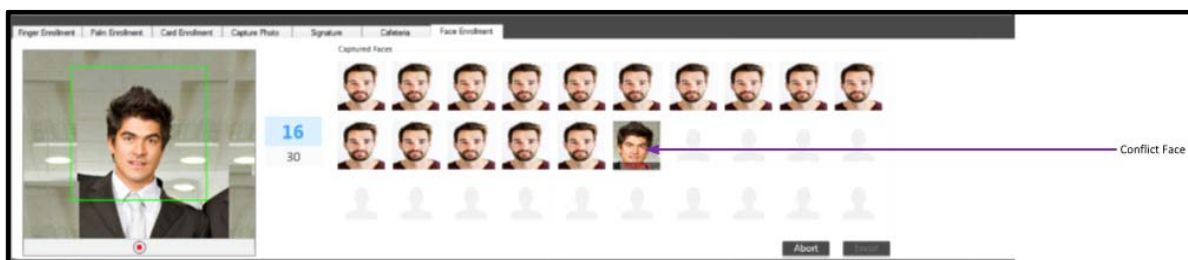 Finger Enrollment Palm Enrollment Card Enrollment Capture Photo Signature Cafeteria Face Enrollment
Captured Faces
16
30
Conflict Face
Abort Enroll